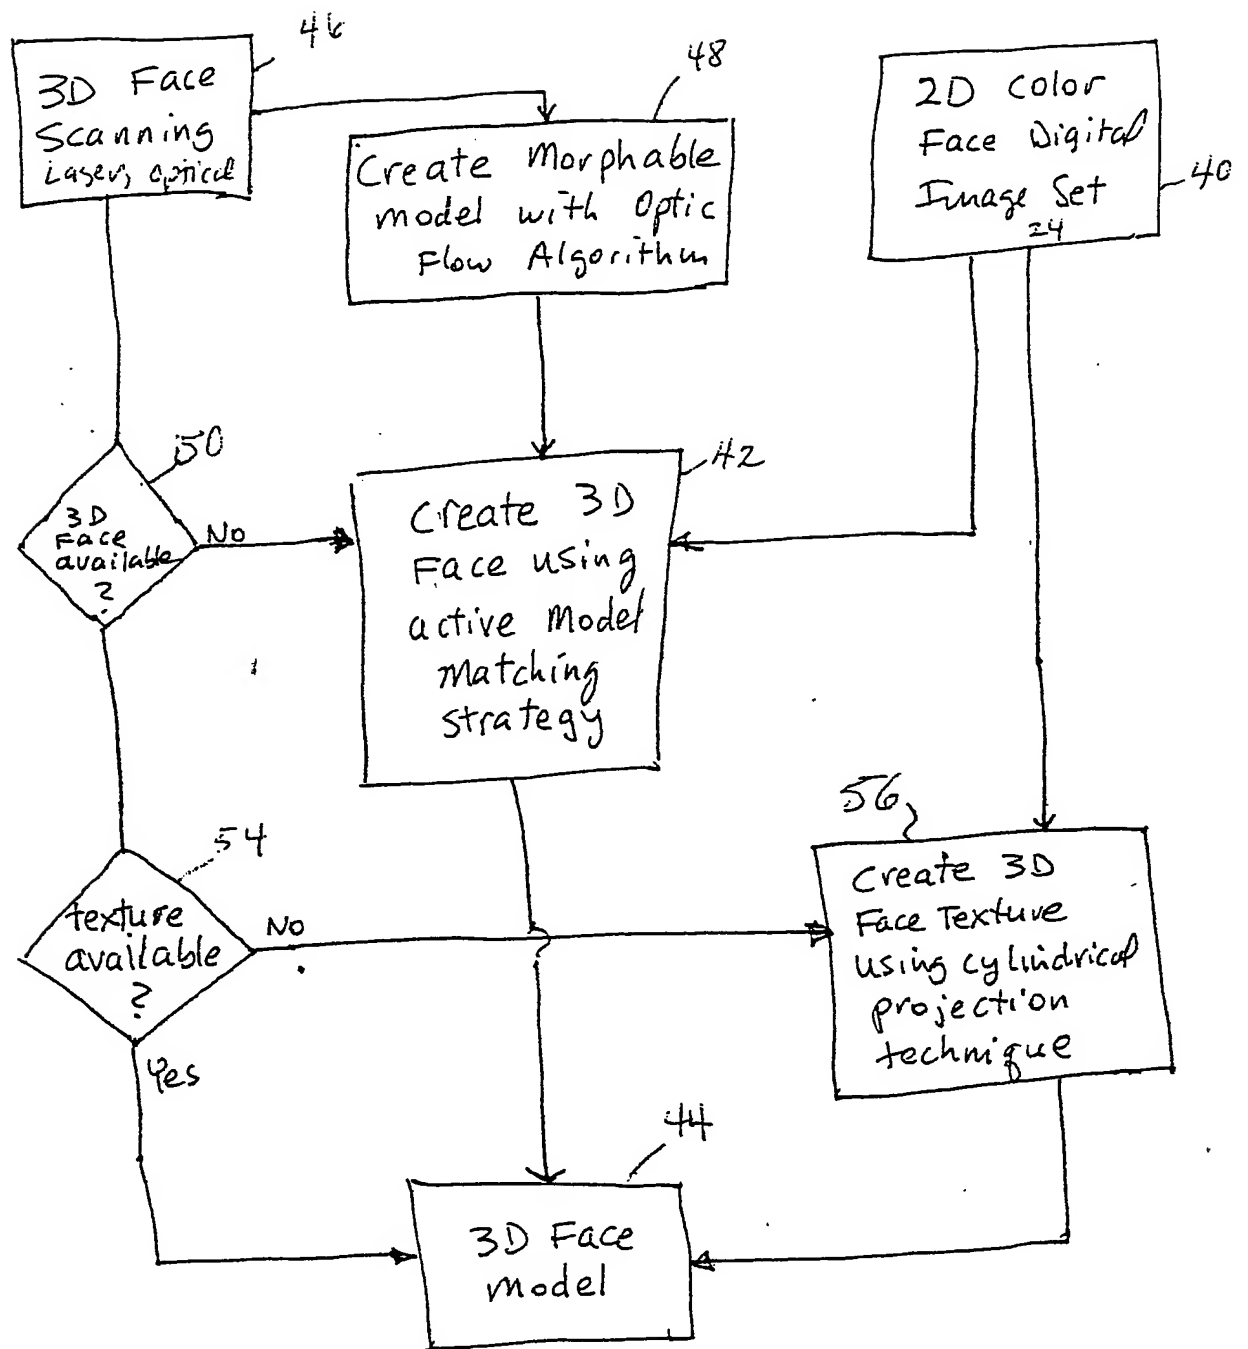 46
3D Face
Scanning
Laser, optical
48
Create Morphable
model with Optic
Flow Algorithm
2D Color
Face Digital
Image Set
24
40
50
3D
Face
available
?
No
42
Create 3D
Face using
active Model
Matching
strategy
54
texture
available
?
No
Yes
56
Create 3D
Face Texture
using cylindrical
projection
technique
44
3D Face
model